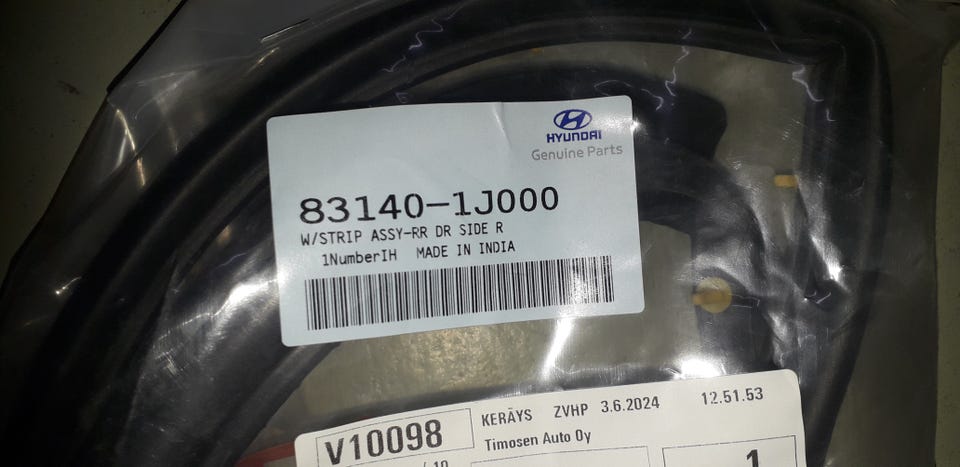 HYUNDAI
Genuine Parts
83140-1J000
W/STRIP ASSY-RR DR SIDE R
1NumberIH MADE IN INDIA
KERÄYS ZVHP 3.6.2024 12.51.53
V10098
Timosen Auto Oy
1